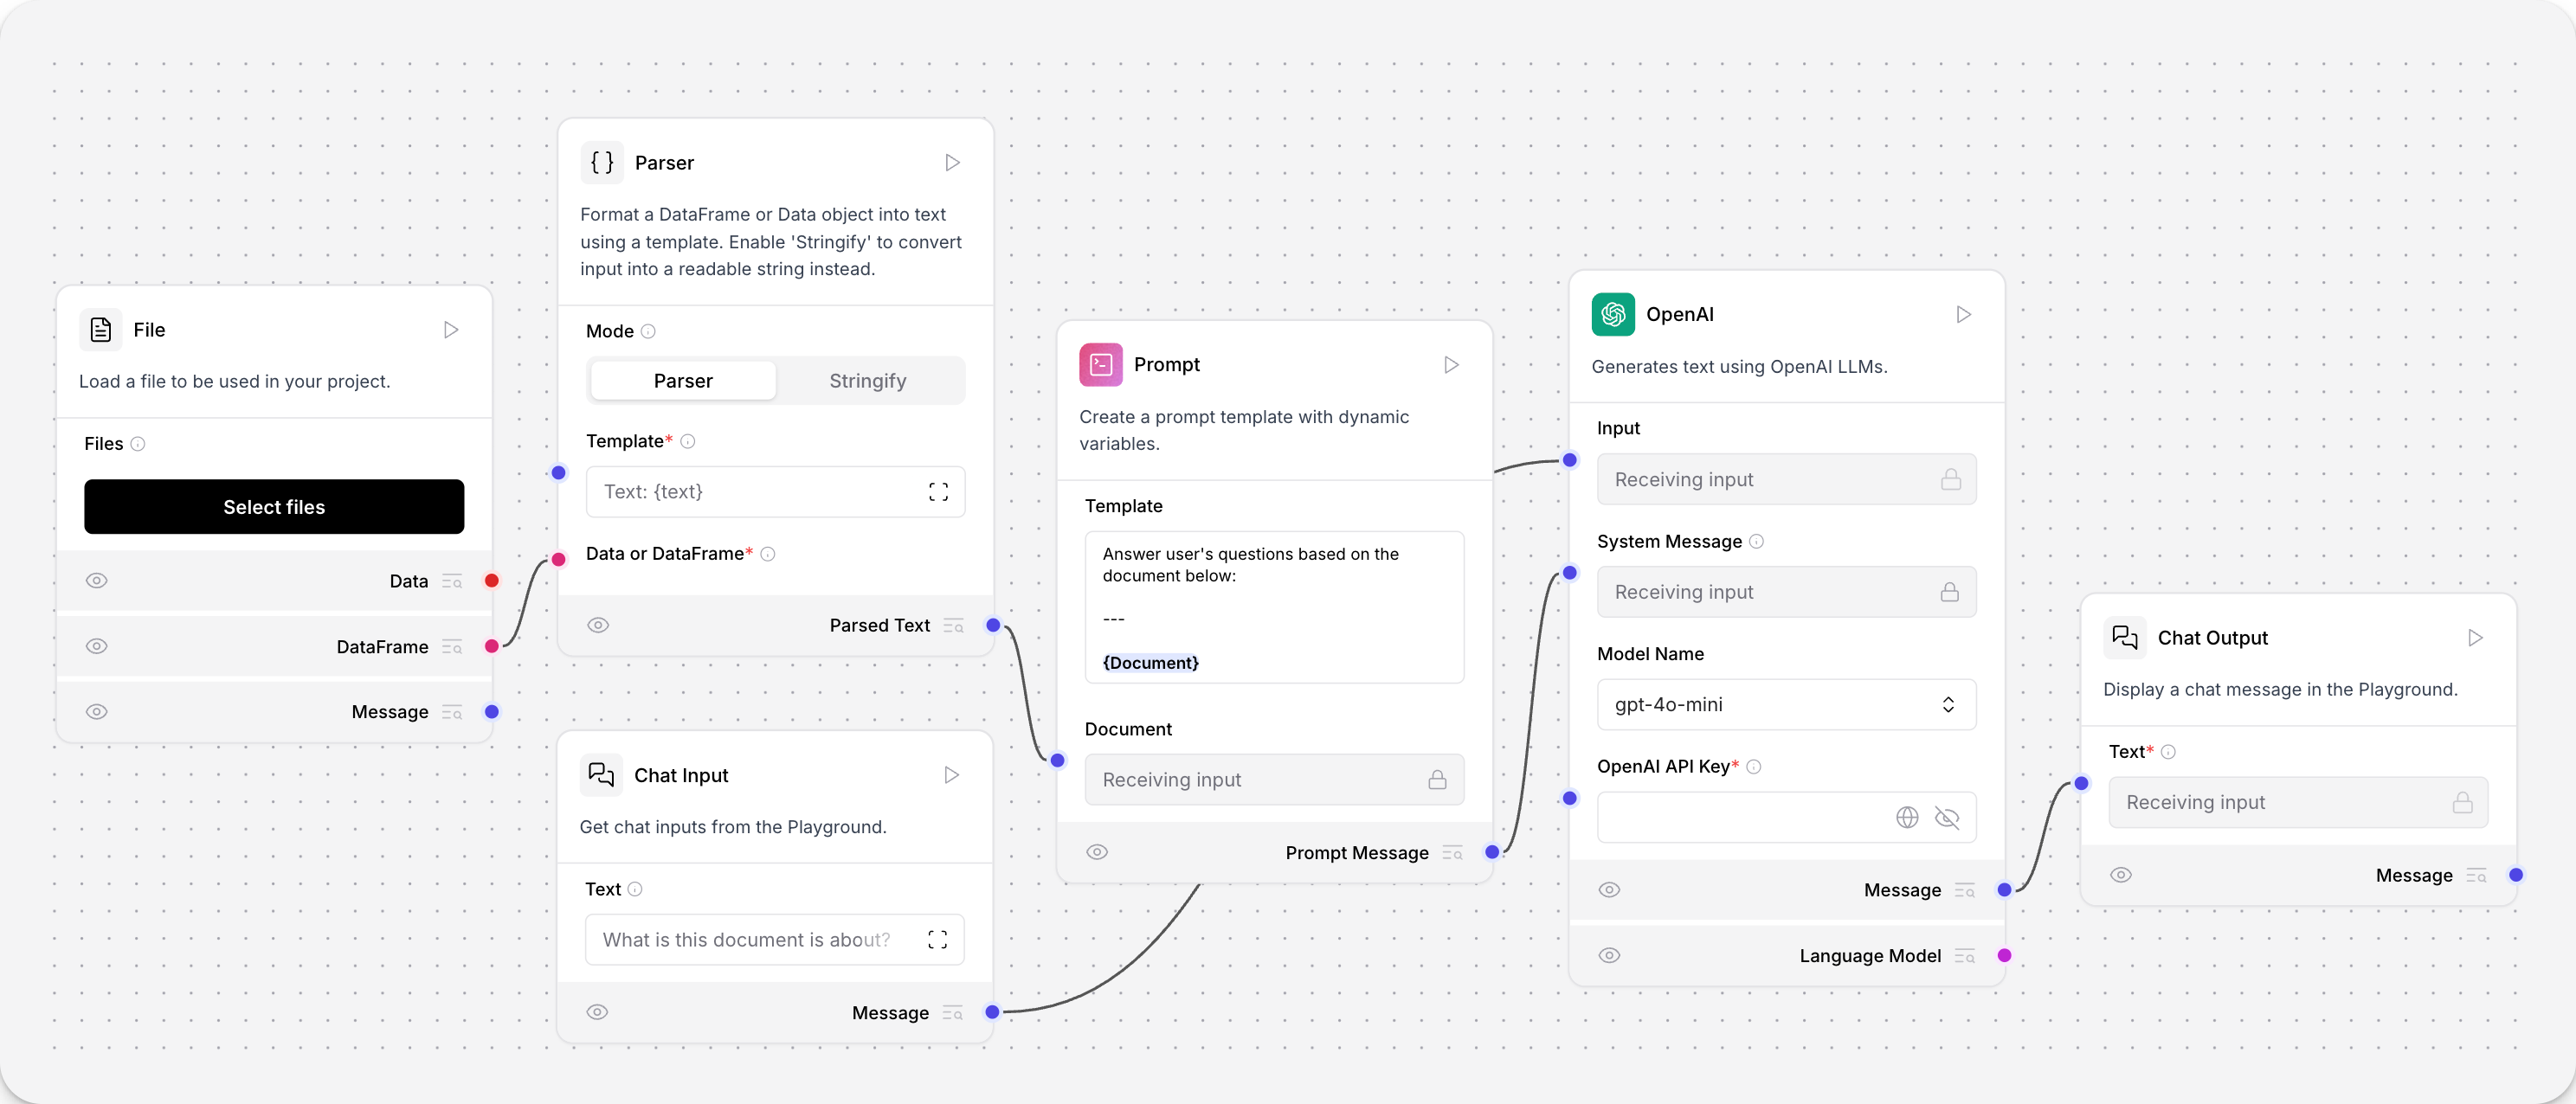 File
Load a file to be used in your project.
Files
Select files
Data
DataFrame
Message
{ } Parser
Format a DataFrame or Data object into text
using a template. Enable 'Stringify' to convert
input into a readable string instead.
Mode
Parser Stringify
Template*
Text: {text}
Data or DataFrame*
Parsed Text
Chat Input
Get chat inputs from the Playground.
Text
What is this document is about?
Message
Prompt
Create a prompt template with dynamic
variables.
Template
Answer user's questions based on the
document below:
---
{Document}
Document
Receiving input
Prompt Message
OpenAI
Generates text using OpenAI LLMs.
Input
Receiving input
System Message
Receiving input
Model Name
gpt-4o-mini
OpenAI API Key*
Message
Language Model
Chat Output
Display a chat message in the Playground.
Text*
Receiving input
Message